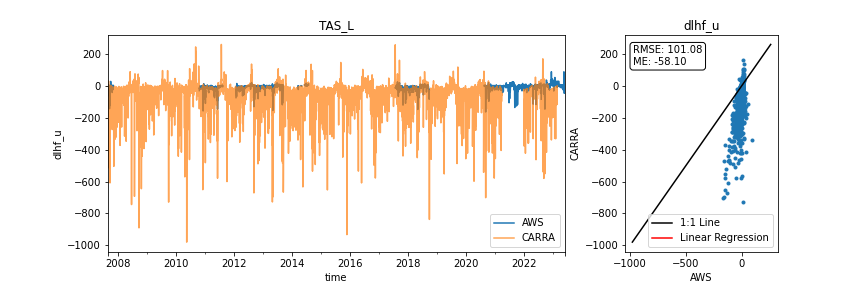 TAS_L
dlhf_u
200
0
−200
−400
−600
−800
−1000
2008
2010
2012
2014
2016
2018
2020
2022
time
dlhf_u
AWS
CARRA
RMSE: 101.08
ME: -58.10
200
0
−200
−400
−600
−800
−1000
CARRA
−1000
−500
0
AWS
1:1 Line
Linear Regression